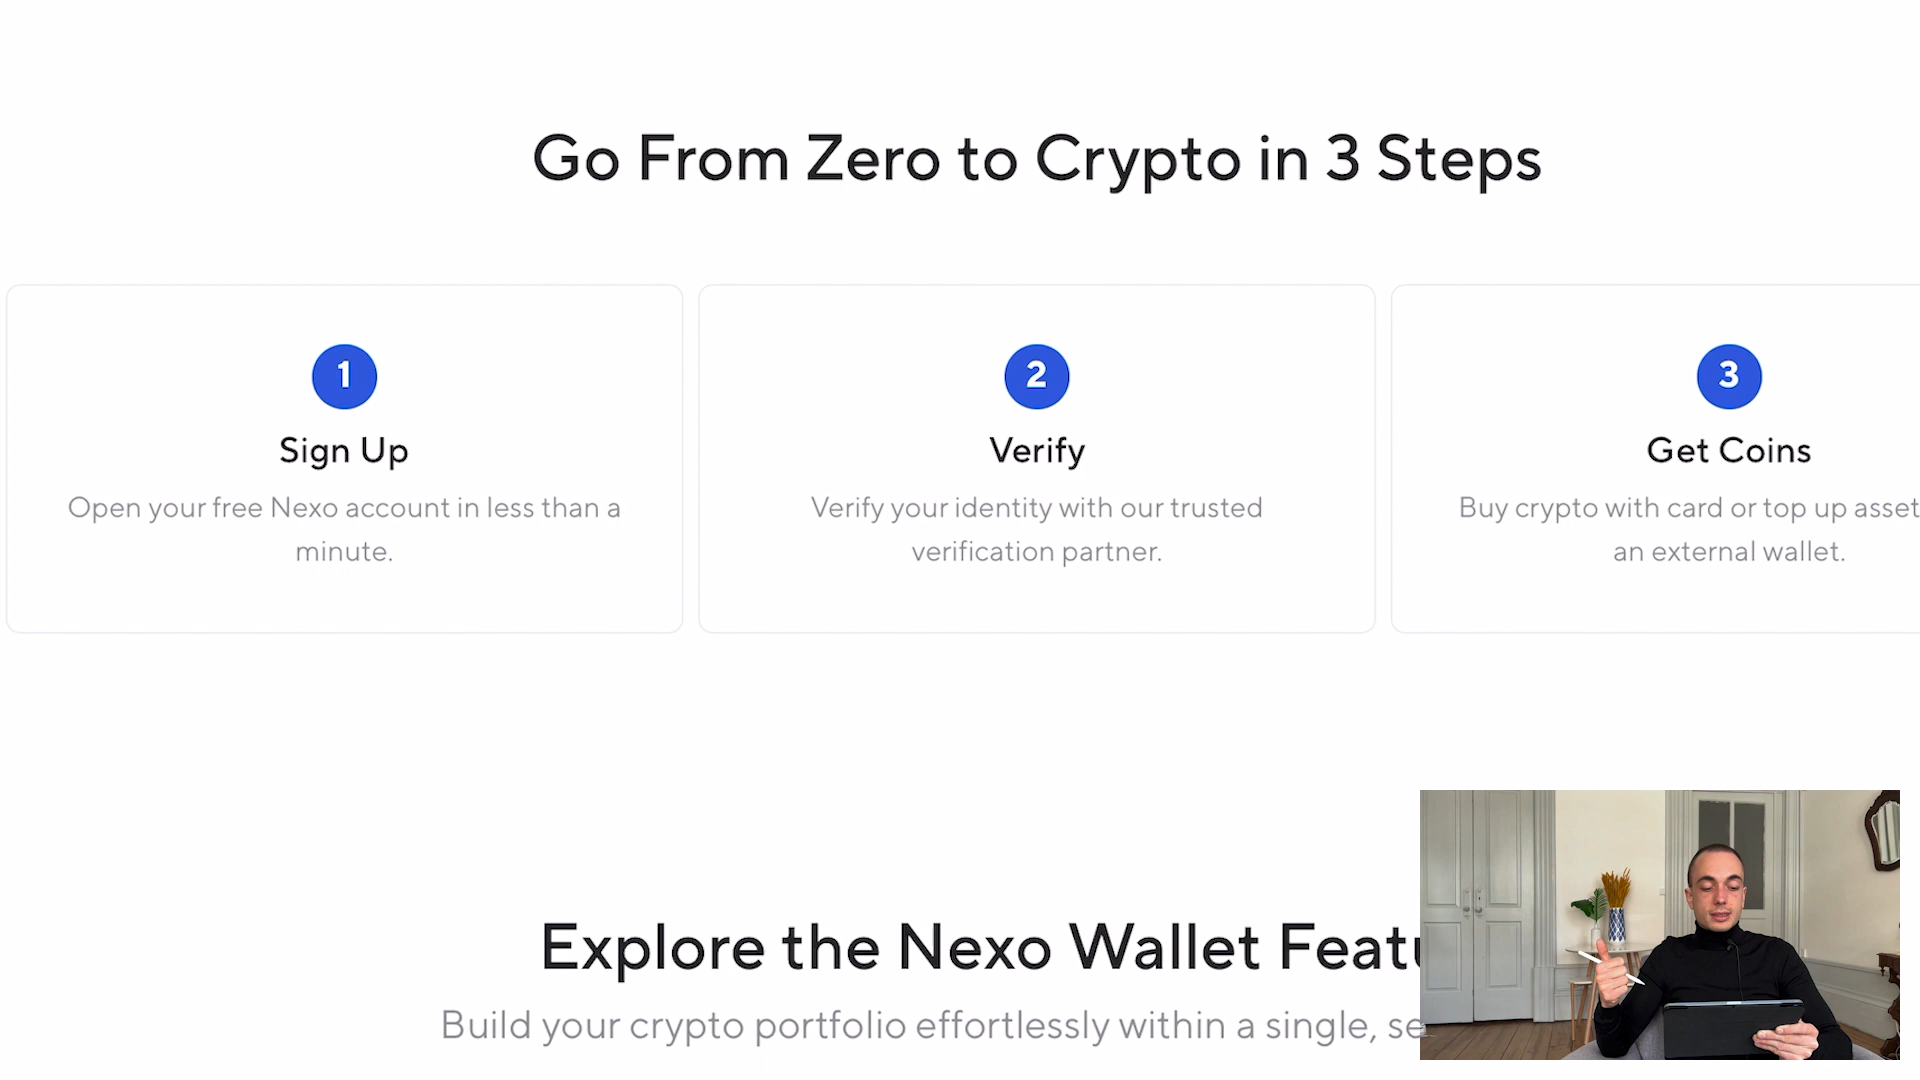 Go From Zero to Crypto in 3 Steps
1
Sign Up
Open your free Nexo account in less than a
minute.
2
Verify
Verify your identity with our trusted
verification partner.
3
Get Coins
Buy crypto with card or top up asset
an external wallet.
Explore the Nexo Wallet
Build your crypto portfolio effortlessly within a single,